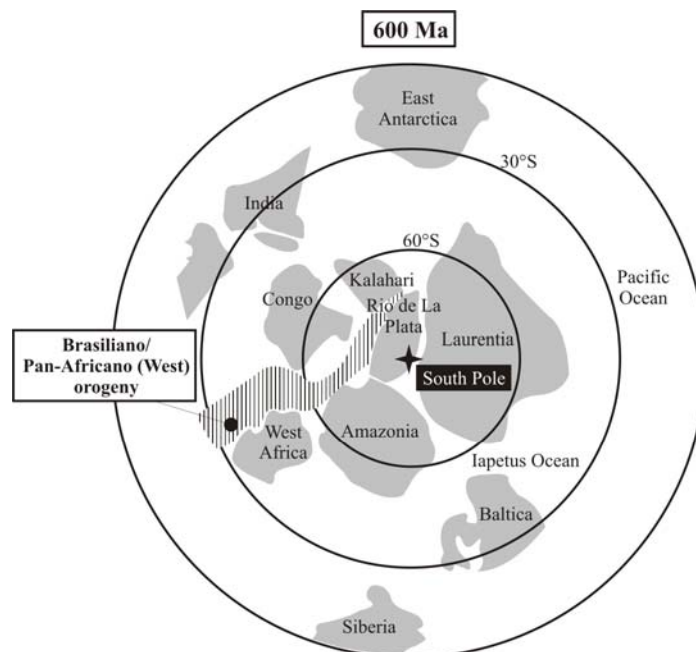 600 Ma
East
Antarctica
30°S
India
60°S
Kalahari
Congo
Río de La
Plata
Pacific
Ocean
Laurentia
Brasiliano/
Pan-Africano (West)
orogeny
South Pole
West
Africa
Amazonia
Iapetus Ocean
Baltica
Siberia